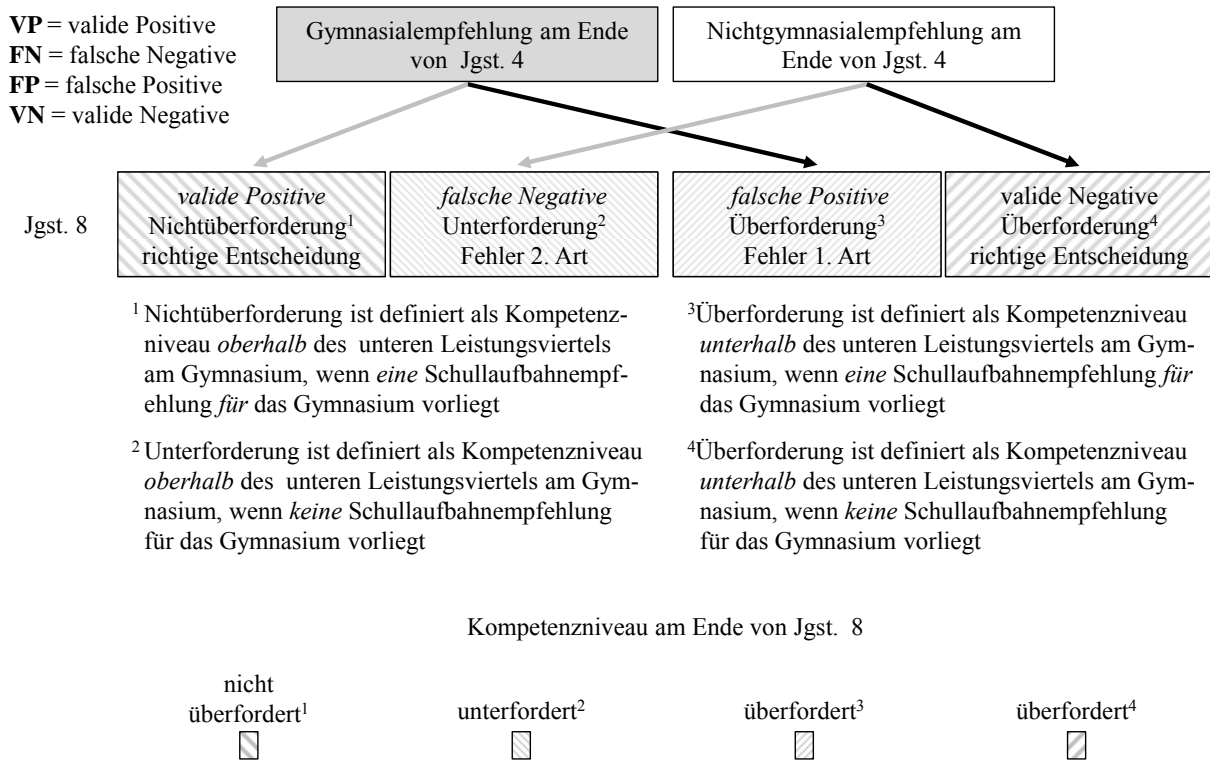 VP = valide Positive
FN = falsche Negative
FP = falsche Positive
VN = valide Negative
Gymnasialempfehlung am Ende
von Jgst. 4
Nichtgymnasialempfehlung am
Ende von Jgst. 4
Jgst. 8
valide Positive
Nichtüberforderung¹
richtige Entscheidung
falsche Negative
Unterforderung²
Fehler 2. Art
falsche Positive
Überforderung³
Fehler 1. Art
valide Negative
Überforderung⁴
richtige Entscheidung
¹ Nichtüberforderung ist definiert als Kompetenz-
niveau oberhalb des unteren Leistungsviertels
am Gymnasium, wenn eine Schullaufbahnempf-
ehlung für das Gymnasium vorliegt
² Unterforderung ist definiert als Kompetenzniveau
oberhalb des unteren Leistungsviertels am Gym-
nasium, wenn keine Schullaufbahnempfehlung
für das Gymnasium vorliegt
³Überforderung ist definiert als Kompetenzniveau
unterhalb des unteren Leistungsviertels am Gym-
nasium, wenn eine Schullaufbahnempfehlung für
das Gymnasium vorliegt
⁴Überforderung ist definiert als Kompetenzniveau
unterhalb des unteren Leistungsviertels am Gym-
nasium, wenn keine Schullaufbahnempfehlung
für das Gymnasium vorliegt
Kompetenzniveau am Ende von Jgst. 8
nicht
überfordert¹
unterfordert²
überfordert³
überfordert⁴